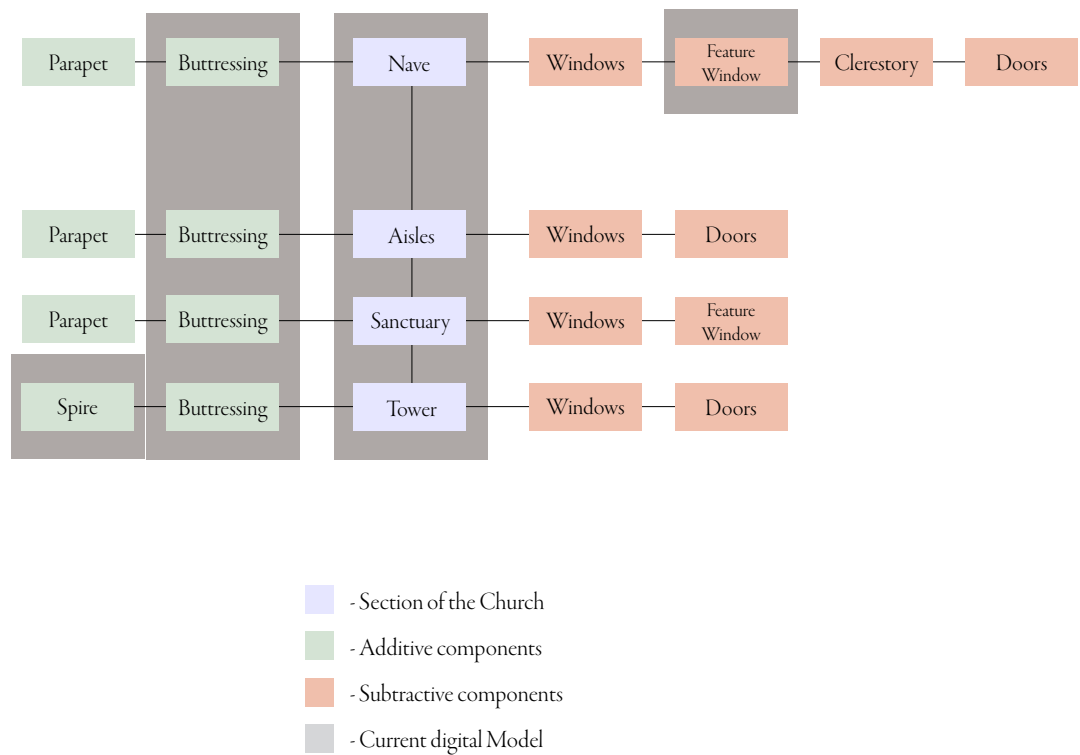 Parapet Buttressing Nave Windows Feature Window Clerestory Doors
Parapet Buttressing Aisles Windows Doors
Parapet Buttressing Sanctuary Windows Feature Window
Spire Buttressing Tower Windows Doors
- Section of the Church
- Additive components
- Subtractive components
- Current digital Model